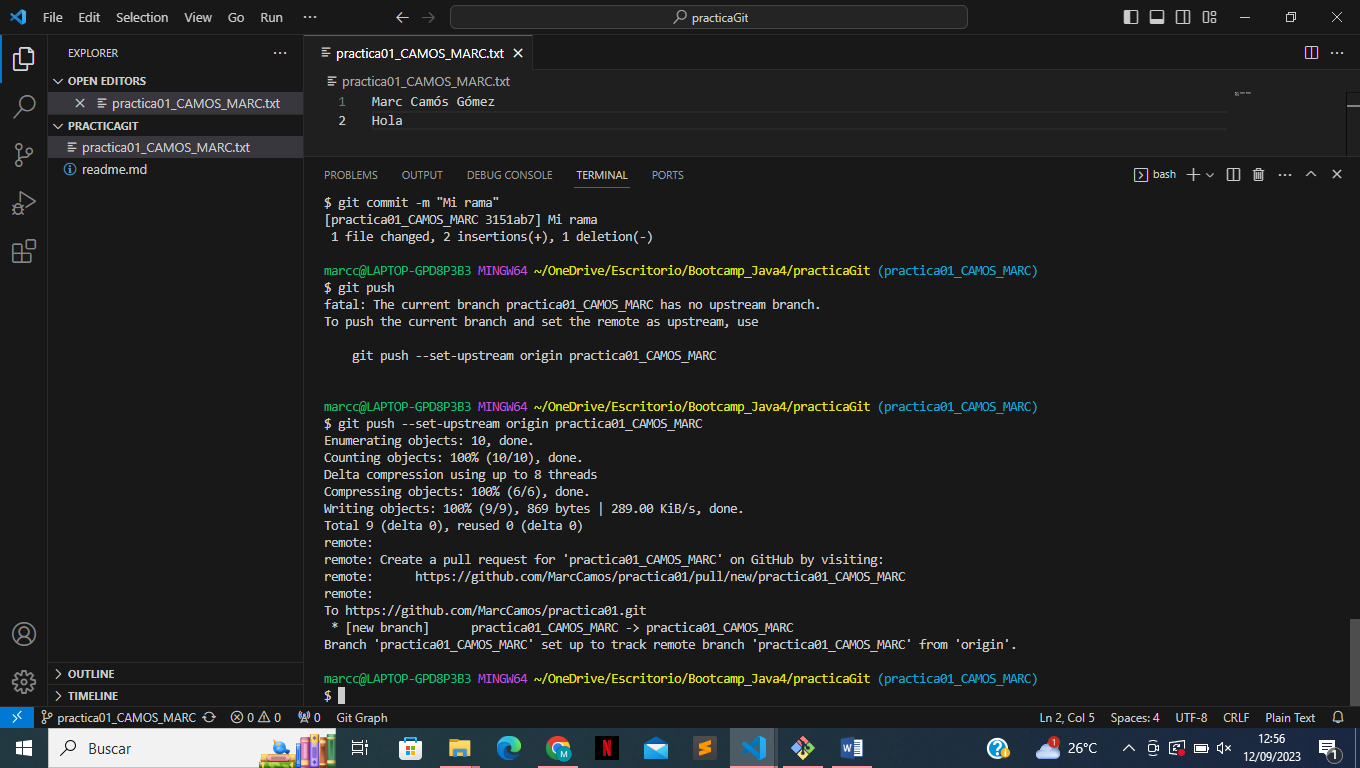 File Edit Selection View Go Run ···
practicaGit
EXPLORER ···
OPEN EDITORS
practica01_CAMOS_MARC.txt
PRACTICAGIT
practica01_CAMOS_MARC.txt
readme.md
OUTLINE
TIMELINE
practica01_CAMOS_MARC.txt
practica01_CAMOS_MARC.txt
1 Marc Camós Gómez
2 Hola
PROBLEMS OUTPUT DEBUG CONSOLE TERMINAL PORTS
bash
$ git commit -m "Mi rama"
[practica01_CAMOS_MARC 3151ab7] Mi rama
1 file changed, 2 insertions(+), 1 deletion(-)
marcc@LAPTOP-GPD8P3B3 MINGW64 ~/OneDrive/Escritorio/Bootcamp_Java4/practicaGit (practica01_CAMOS_MARC)
$ git push
fatal: The current branch practica01_CAMOS_MARC has no upstream branch.
To push the current branch and set the remote as upstream, use
git push --set-upstream origin practica01_CAMOS_MARC
marcc@LAPTOP-GPD8P3B3 MINGW64 ~/OneDrive/Escritorio/Bootcamp_Java4/practicaGit (practica01_CAMOS_MARC)
$ git push --set-upstream origin practica01_CAMOS_MARC
Enumerating objects: 10, done.
Counting objects: 100% (10/10), done.
Delta compression using up to 8 threads
Compressing objects: 100% (6/6), done.
Writing objects: 100% (9/9), 869 bytes | 289.00 KiB/s, done.
Total 9 (delta 0), reused 0 (delta 0)
remote:
remote: Create a pull request for 'practica01_CAMOS_MARC' on GitHub by visiting:
remote: https://github.com/MarcCamos/practica01/pull/new/practica01_CAMOS_MARC
remote:
To https://github.com/MarcCamos/practica01.git
* [new branch] practica01_CAMOS_MARC -> practica01_CAMOS_MARC
Branch 'practica01_CAMOS_MARC' set up to track remote branch 'practica01_CAMOS_MARC' from 'origin'.
marcc@LAPTOP-GPD8P3B3 MINGW64 ~/OneDrive/Escritorio/Bootcamp_Java4/practicaGit (practica01_CAMOS_MARC)
$
practica01_CAMOS_MARC 0 0 0 Git Graph Ln 2, Col 5 Spaces: 4 UTF-8 CRLF Plain Text
Buscar
26°C
12:56
12/09/2023